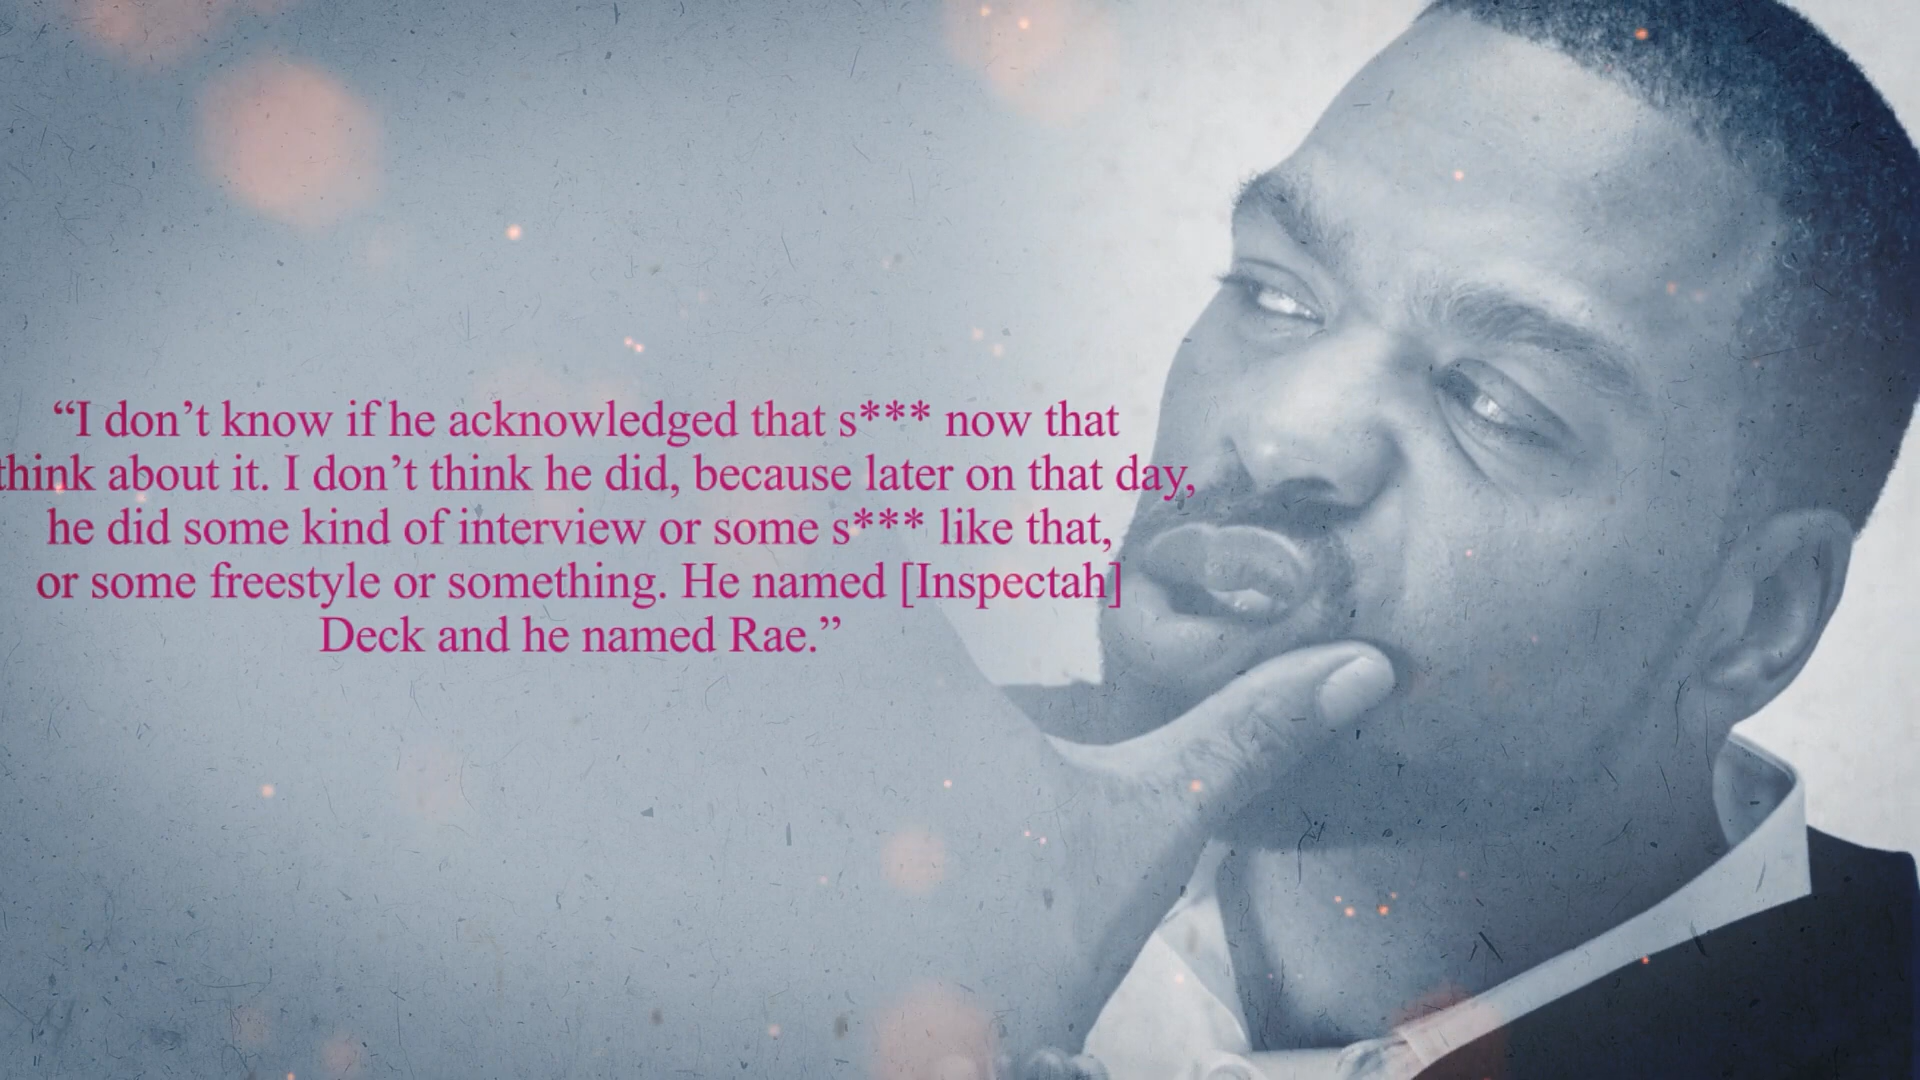 “I don’t know if he acknowledged that s*** now that
think about it. I don’t think he did, because later on that day,
he did some kind of interview or some s*** like that,
or some freestyle or something. He named [Inspectah]
Deck and he named Rae.”